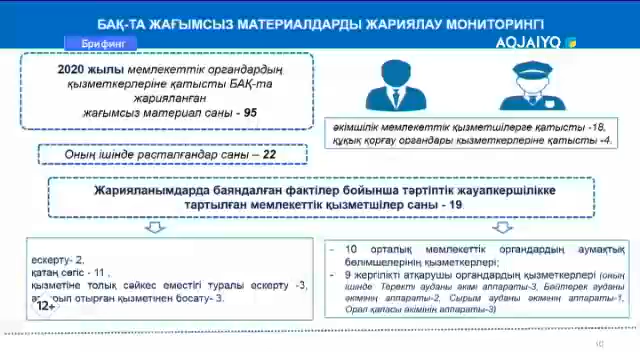 БАҚ-ТА ЖАҒЫМСЫЗ МАТЕРИАЛДАРДЫ ЖАРИЯЛАУ МОНИТОРИНГІ
Брифинг
AQJAIYQ
2020 жылы мемлекеттік органдардың
қызметкерлеріне қатысты БАҚ-та
жарияланған
жағымсыз материал саны - 95
Оның ішінде расталғандар саны – 22
әкімшілік мемлекеттік қызметшілерге қатысты -18,
құқық қорғау органдары қызметкерлеріне қатысты -4.
Жарияланымдарда баяндалған фактілер бойынша тәртіптік жауапкершілікке
тартылған мемлекеттік қызметшілер саны - 19
ескерту- 2,
қатаң сөгіс - 11 ,
қызметіне толық сәйкес еместігі туралы ескерту -3,
отырған қызметнен босату- 3.
12+
- 10 орталық мемлекеттік органдардың аумақтық
бөлімшелерінің қызметкерлері;
- 9 жергілікті атқарушы органдардың қызметкерлері (оның
ішінде Теректі ауданы әкімі аппараты-3, Бәйтерек ауданы
әкімінің аппараты-2, Сырым ауданы әкімінің аппараты-1,
Орал қаласы әкімінің аппараты-3)